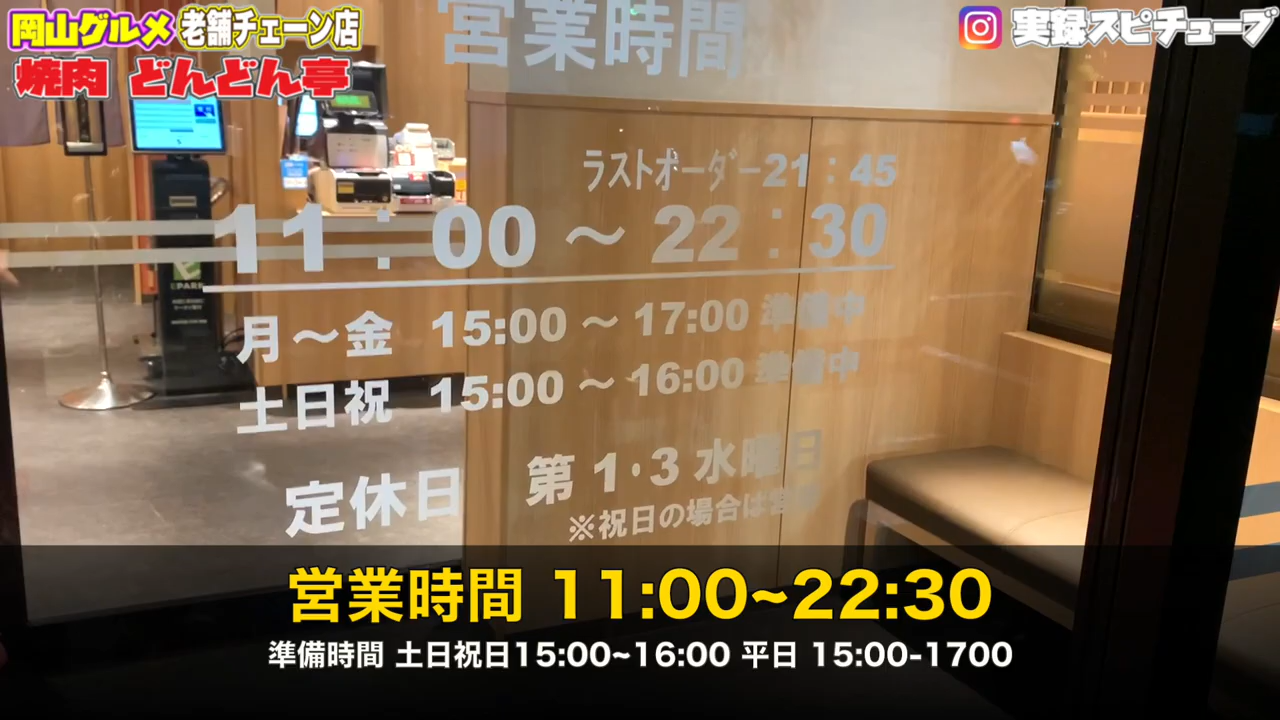 岡山グルメ 老舗チェーン店
焼肉 どんどん亭
実録スピチューブ
営業時間
ラストオーダー21:45
11:00〜22:30
月〜金 15:00〜17:00 準備中
土日祝 15:00〜16:00 準備中
定休日 第1・3水曜日
※祝日の場合は営業
EPARK
営業時間 11:00~22:30
準備時間 土日祝日15:00~16:00 平日 15:00-1700